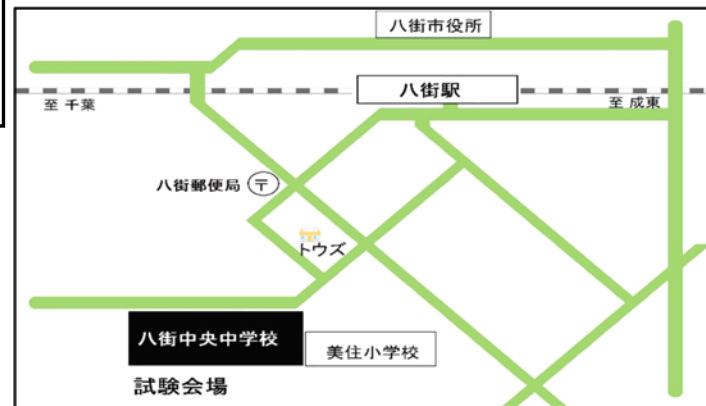 八街市役所
八街駅
至 千葉
至 成東
八街郵便局 〒
トウズ
八街中央中学校
美住小学校
試験会場